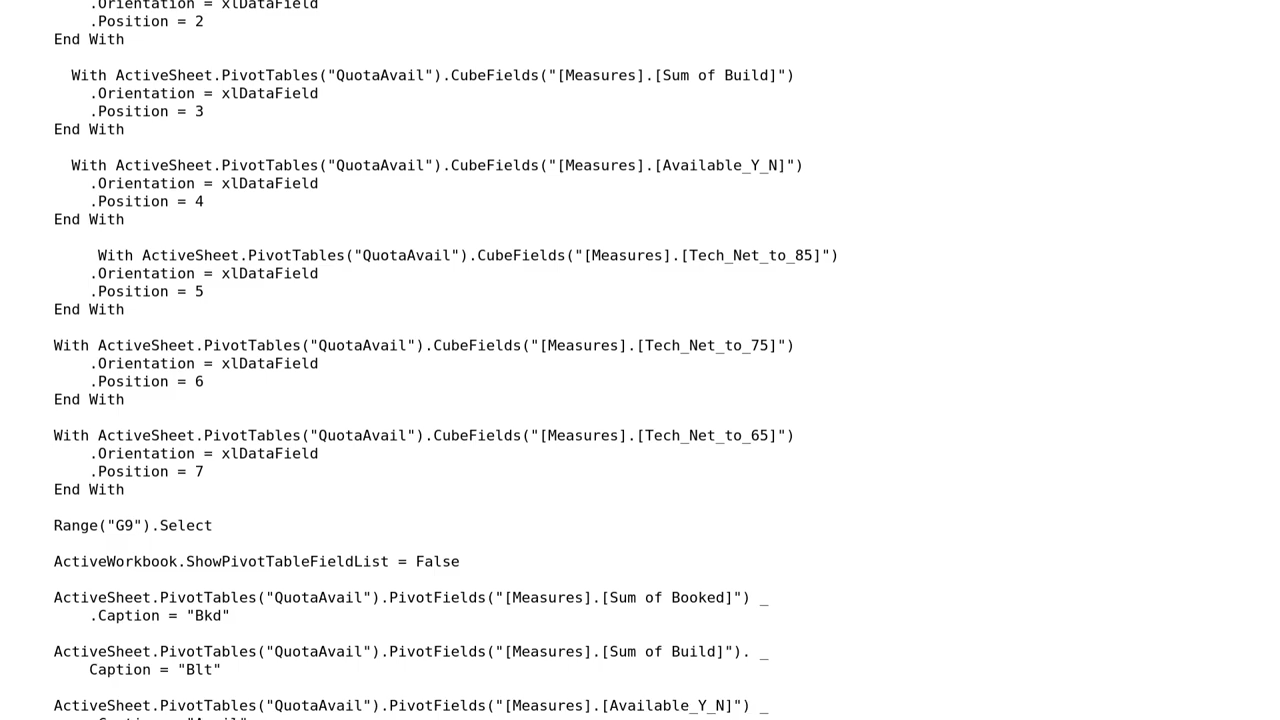 .Orientation = xlDataField
.Position = 2
End With
With ActiveSheet.PivotTables("QuotaAvail").CubeFields("[Measures].[Sum of Build]")
.Orientation = xlDataField
.Position = 3
End With
With ActiveSheet.PivotTables("QuotaAvail").CubeFields("[Measures].[Available_Y_N]")
.Orientation = xlDataField
.Position = 4
End With
With ActiveSheet.PivotTables("QuotaAvail").CubeFields("[Measures].[Tech_Net_to_85]")
.Orientation = xlDataField
.Position = 5
End With
With ActiveSheet.PivotTables("QuotaAvail").CubeFields("[Measures].[Tech_Net_to_75]")
.Orientation = xlDataField
.Position = 6
End With
With ActiveSheet.PivotTables("QuotaAvail").CubeFields("[Measures].[Tech_Net_to_65]")
.Orientation = xlDataField
.Position = 7
End With
Range("G9").Select
ActiveWorkbook.ShowPivotTableFieldList = False
ActiveSheet.PivotTables("QuotaAvail").PivotFields("[Measures].[Sum of Booked]") _
.Caption = "Bkd"
ActiveSheet.PivotTables("QuotaAvail").PivotFields("[Measures].[Sum of Build]"). _
Caption = "Blt"
ActiveSheet.PivotTables("QuotaAvail").PivotFields("[Measures].[Available_Y_N]") _
.Caption = "Avail"